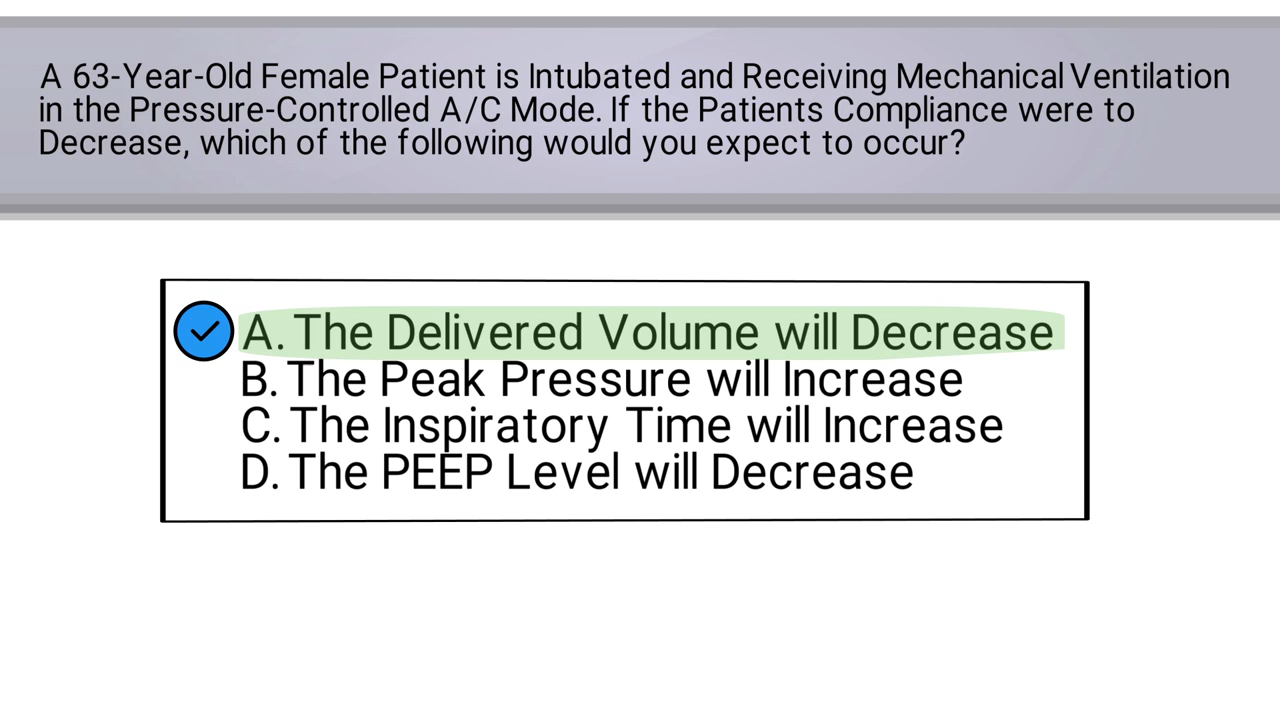 A 63-Year-Old Female Patient is Intubated and Receiving Mechanical Ventilation
in the Pressure-Controlled A/C Mode. If the Patients Compliance were to
Decrease, which of the following would you expect to occur?
A. The Delivered Volume will Decrease
B. The Peak Pressure will Increase
C. The Inspiratory Time will Increase
D. The PEEP Level will Decrease